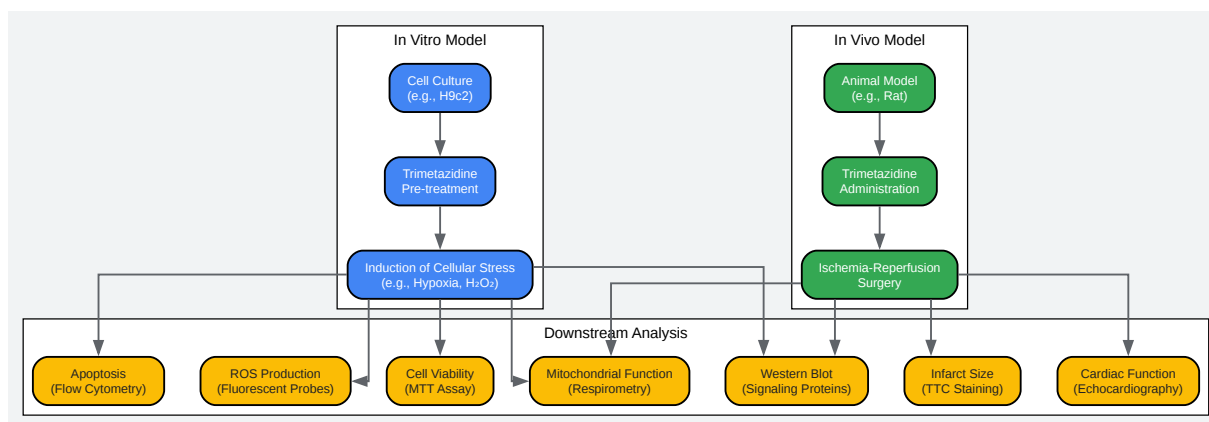 In Vitro Model
Cell Culture
(e.g., H9c2)
Trimetazidine
Pre-treatment
Induction of Cellular Stress
(e.g., Hypoxia, H₂O₂)
In Vivo Model
Animal Model
(e.g., Rat)
Trimetazidine
Administration
Ischemia-Reperfusion
Surgery
Downstream Analysis
Apoptosis
(Flow Cytometry)
ROS Production
(Fluorescent Probes)
Cell Viability
(MTT Assay)
Mitochondrial Function
(Respirometry)
Western Blot
(Signaling Proteins)
Infarct Size
(TTC Staining)
Cardiac Function
(Echocardiography)